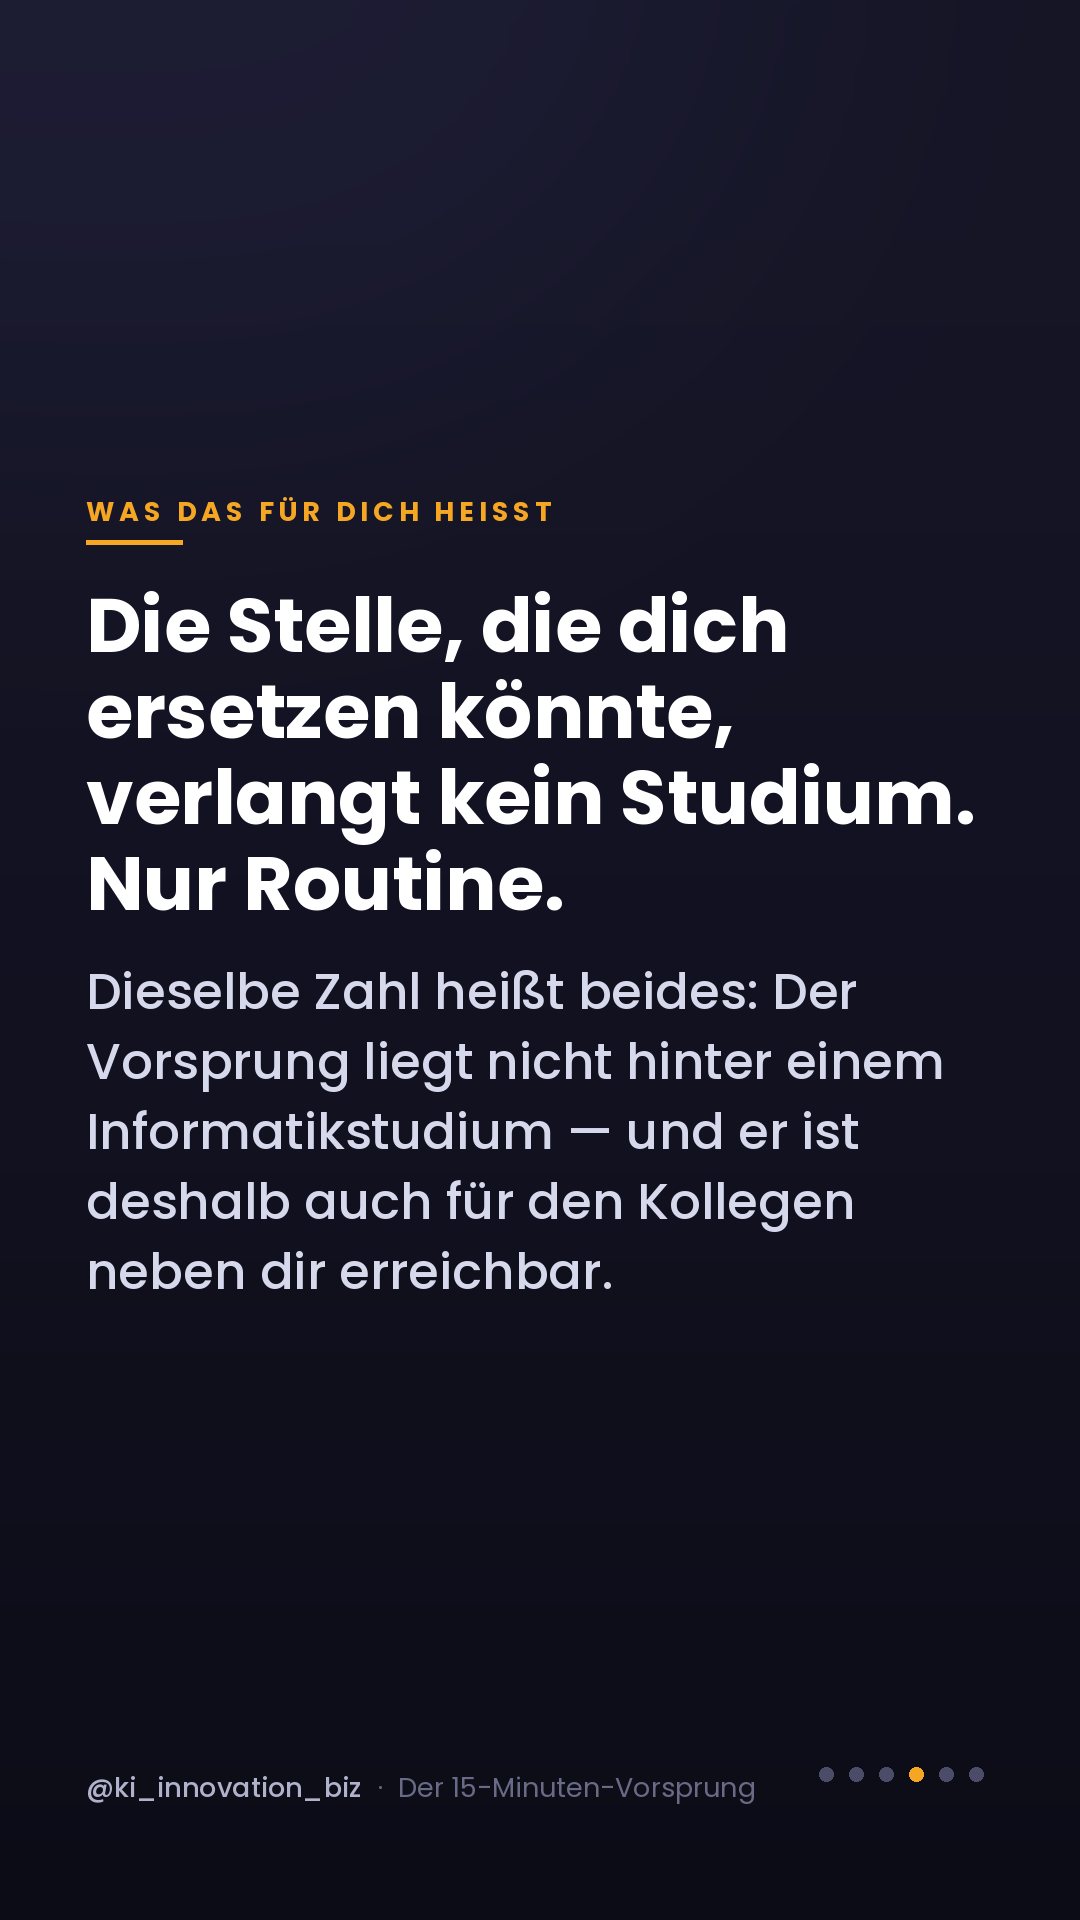 WAS DAS FÜR DICH HEISST
Die Stelle, die dich
ersetzen könnte,
verlangt kein Studium.
Nur Routine.
Dieselbe Zahl heißt beides: Der
Vorsprung liegt nicht hinter einem
Informatikstudium — und er ist
deshalb auch für den Kollegen
neben dir erreichbar.
@ki_innovation_biz · Der 15-Minuten-Vorsprung